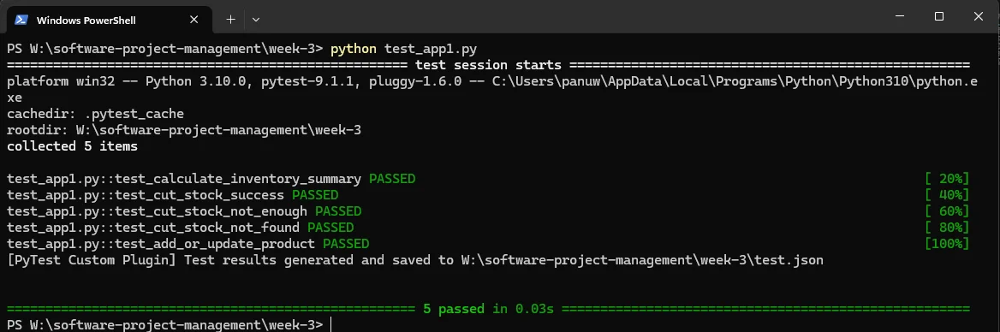 Windows PowerShell
PS W:\software-project-management\week-3> python test_app1.py
==================================================== test session starts ====================================================
platform win32 -- Python 3.10.0, pytest-9.1.1, pluggy-1.6.0 -- C:\Users\panuw\AppData\Local\Programs\Python\Python310\python.e
xe
cachedir: .pytest_cache
rootdir: W:\software-project-management\week-3
collected 5 items
test_app1.py::test_calculate_inventory_summary PASSED [ 20%]
test_app1.py::test_cut_stock_success PASSED [ 40%]
test_app1.py::test_cut_stock_not_enough PASSED [ 60%]
test_app1.py::test_cut_stock_not_found PASSED [ 80%]
test_app1.py::test_add_or_update_product PASSED [100%]
[PyTest Custom Plugin] Test results generated and saved to W:\software-project-management\week-3\test.json
===================================================== 5 passed in 0.03s =====================================================
PS W:\software-project-management\week-3>